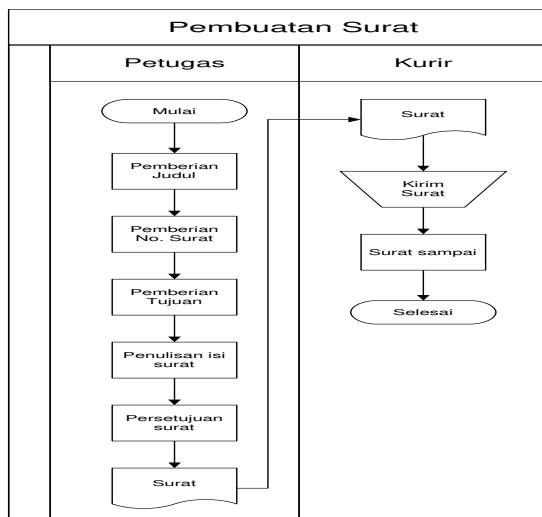 Pembuatan Surat
Petugas
Kurir
Mulai
Pemberian
Judul
Pemberian
No. Surat
Pemberian
Tujuan
Penulisan isi
surat
Persetujuan
surat
Surat
Surat
Kirim
Surat
Surat sampai
Selesai